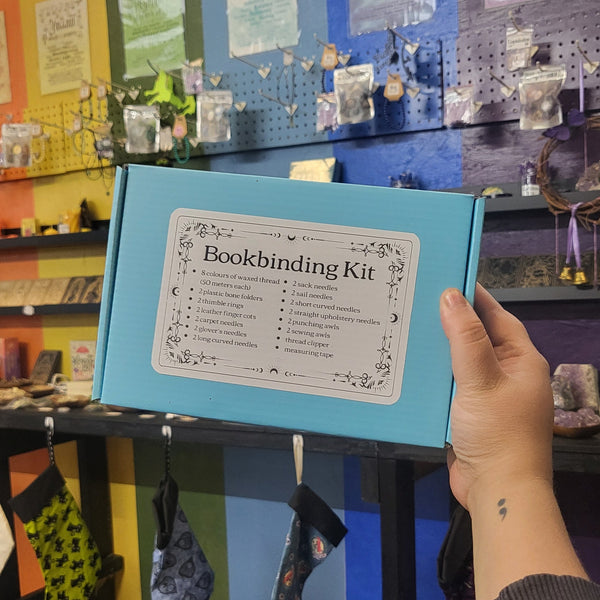 Bookbinding Kit
• 8 colours of waxed thread
(50 meters each)
• 2 plastic bone folders
• 2 thimble rings
• 2 leather finger cots
• 2 carpet needles
• 2 glover's needles
• 2 long curved needles
• 2 sack needles
• 2 sail needles
• 2 short curved needles
• 2 straight upholstery needles
• 2 punching awls
• 2 sewing awls
• thread clipper
• measuring tape